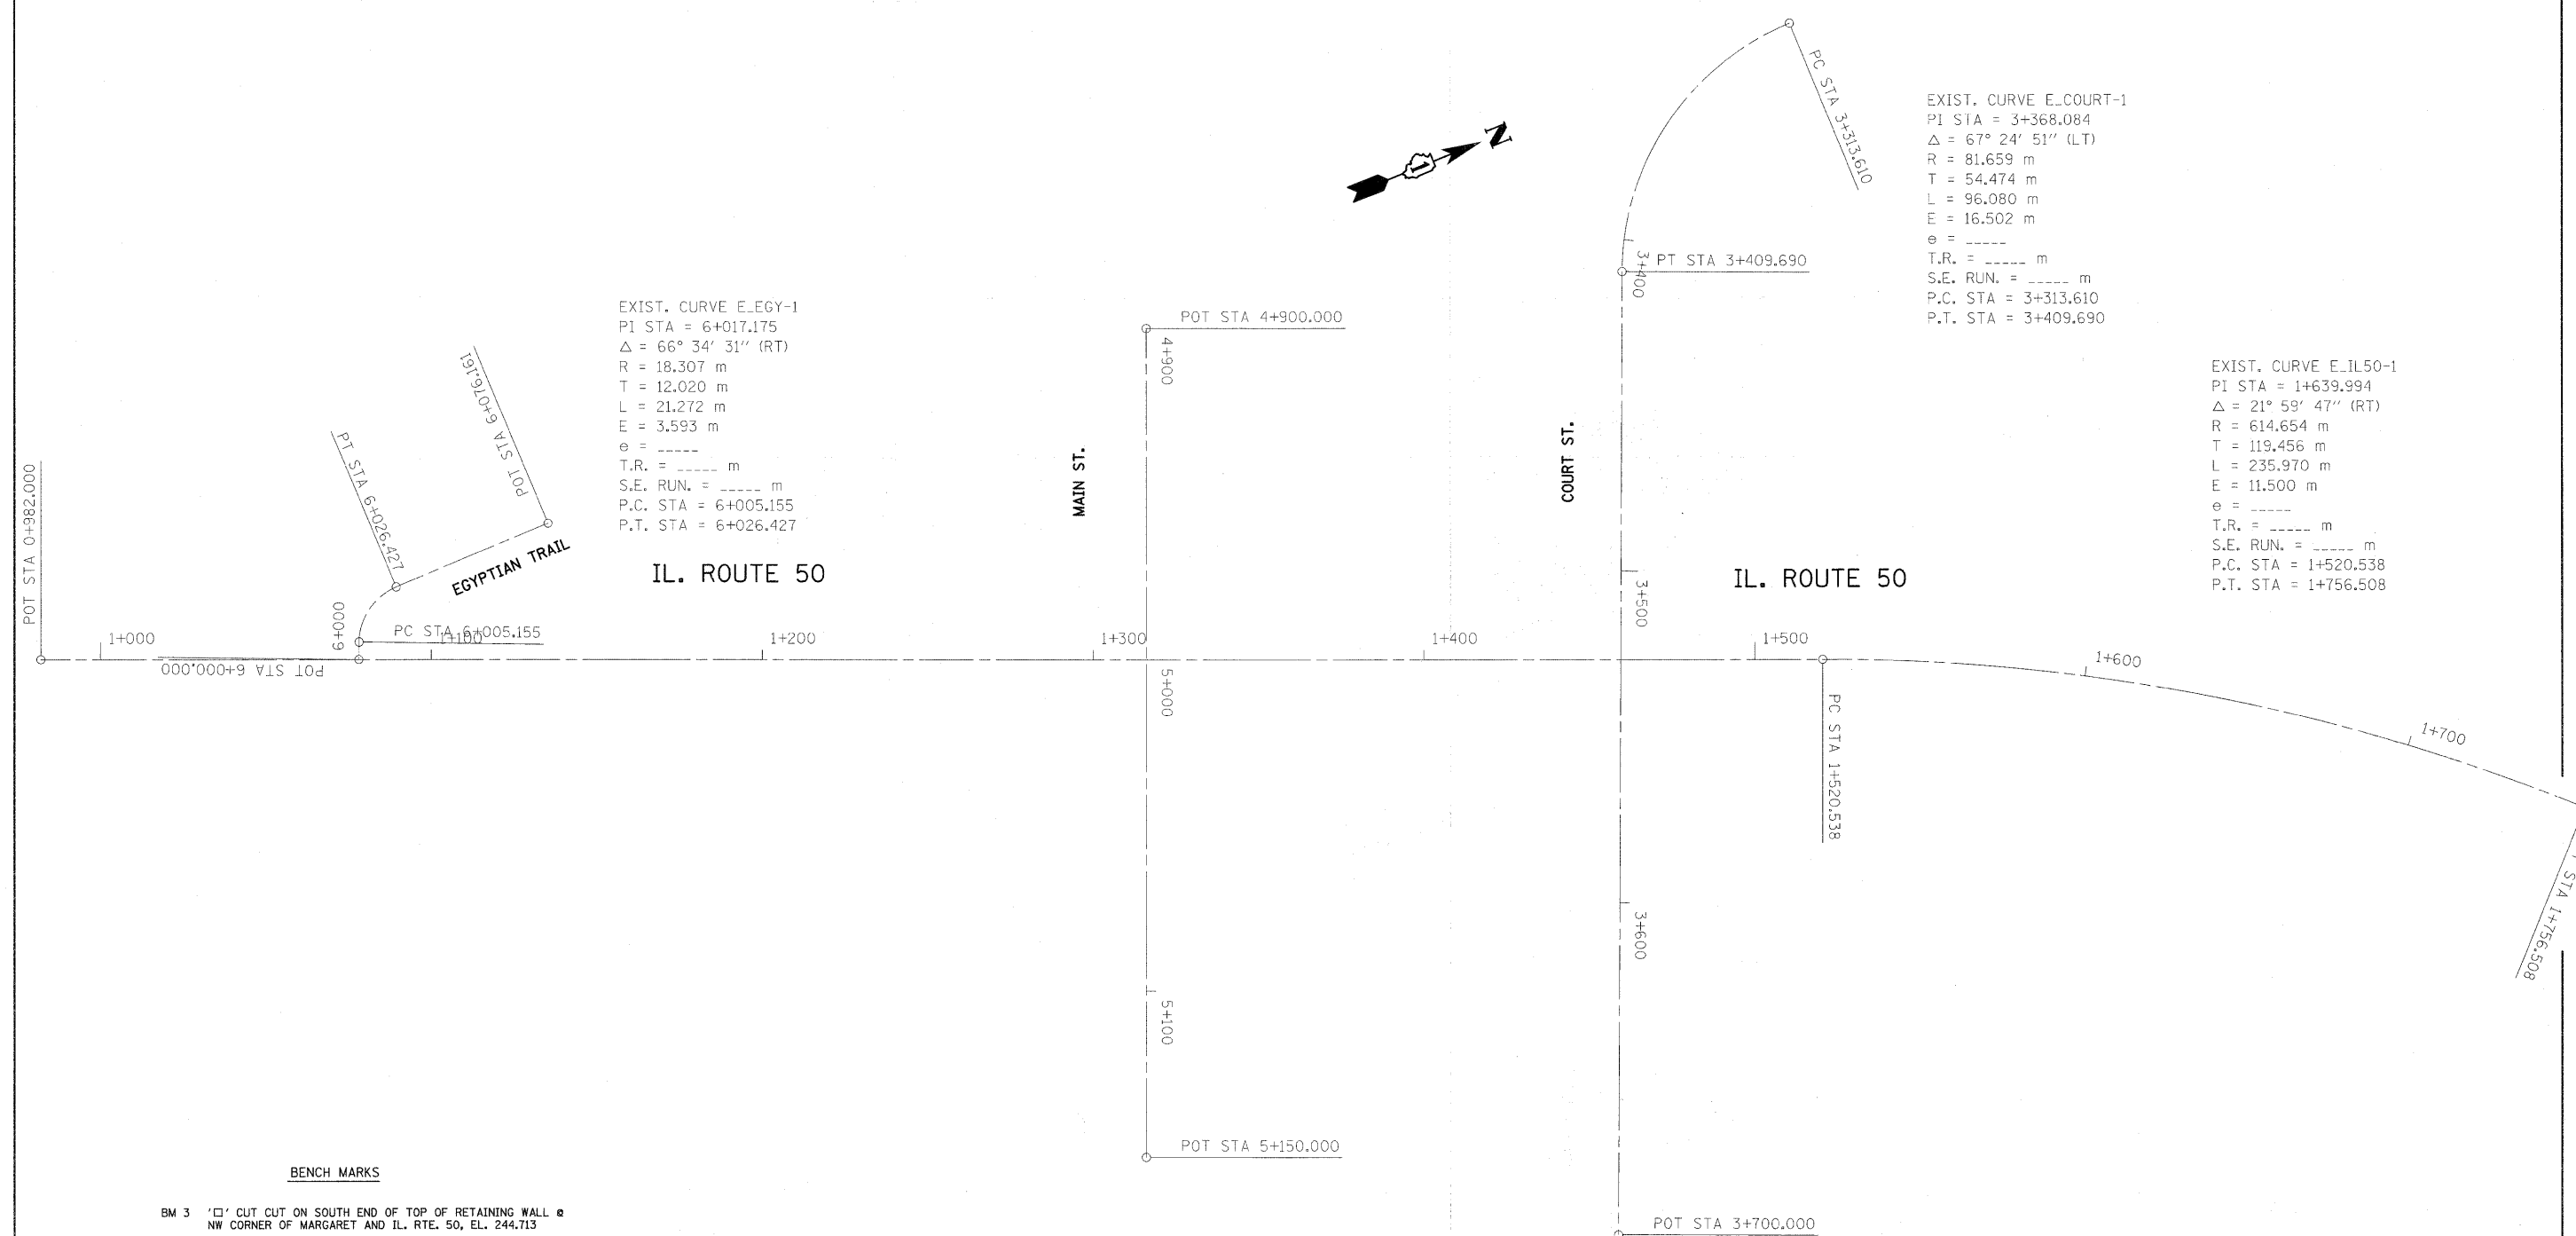 PC STA 3+313.610
EXIST. CURVE E_COURT-1
PI STA = 3+368.084
△ = 67° 24' 51" (LT)
R = 81.659 m
T = 54.474 m
L = 96.080 m
E = 16.502 m
e = _____
T.R. = _____ m
S.E. RUN. = _____ m
P.C. STA = 3+313.610
P.T. STA = 3+409.690
N
1
3+400
PT STA 3+409.690
EXIST. CURVE E_EGY-1
PI STA = 6+017.175
△ = 66° 34' 31" (RT)
R = 18.307 m
T = 12.020 m
L = 21.272 m
E = 3.593 m
e = _____
T.R. = _____ m
S.E. RUN. = _____ m
P.C. STA = 6+005.155
P.T. STA = 6+026.427
POT STA 4+900.000
4+900
EXIST. CURVE E_IL50-1
PI STA = 1+639.994
△ = 21° 59' 47" (RT)
R = 614.654 m
T = 119.456 m
L = 235.970 m
E = 11.500 m
e = _____
T.R. = _____ m
S.E. RUN. = _____ m
P.C. STA = 1+520.538
P.T. STA = 1+756.508
POT STA 0+982.000
PT STA 6+026.427
POT STA 6+076.161
EGYPTIAN TRAIL
MAIN ST.
COURT ST.
IL. ROUTE 50
IL. ROUTE 50
6+000
PC STA 6+005.155
3+500
1+000
1+100
1+200
1+300
1+400
1+500
1+600
1+700
POT STA 6+000.000
5+000
PC STA 1+520.538
3+600
STA 1+756.508
5+100
POT STA 5+150.000
POT STA 3+700.000
BENCH MARKS
BM 3 '□' CUT CUT ON SOUTH END OF TOP OF RETAINING WALL @
NW CORNER OF MARGARET AND IL. RTE. 50, EL. 244.713